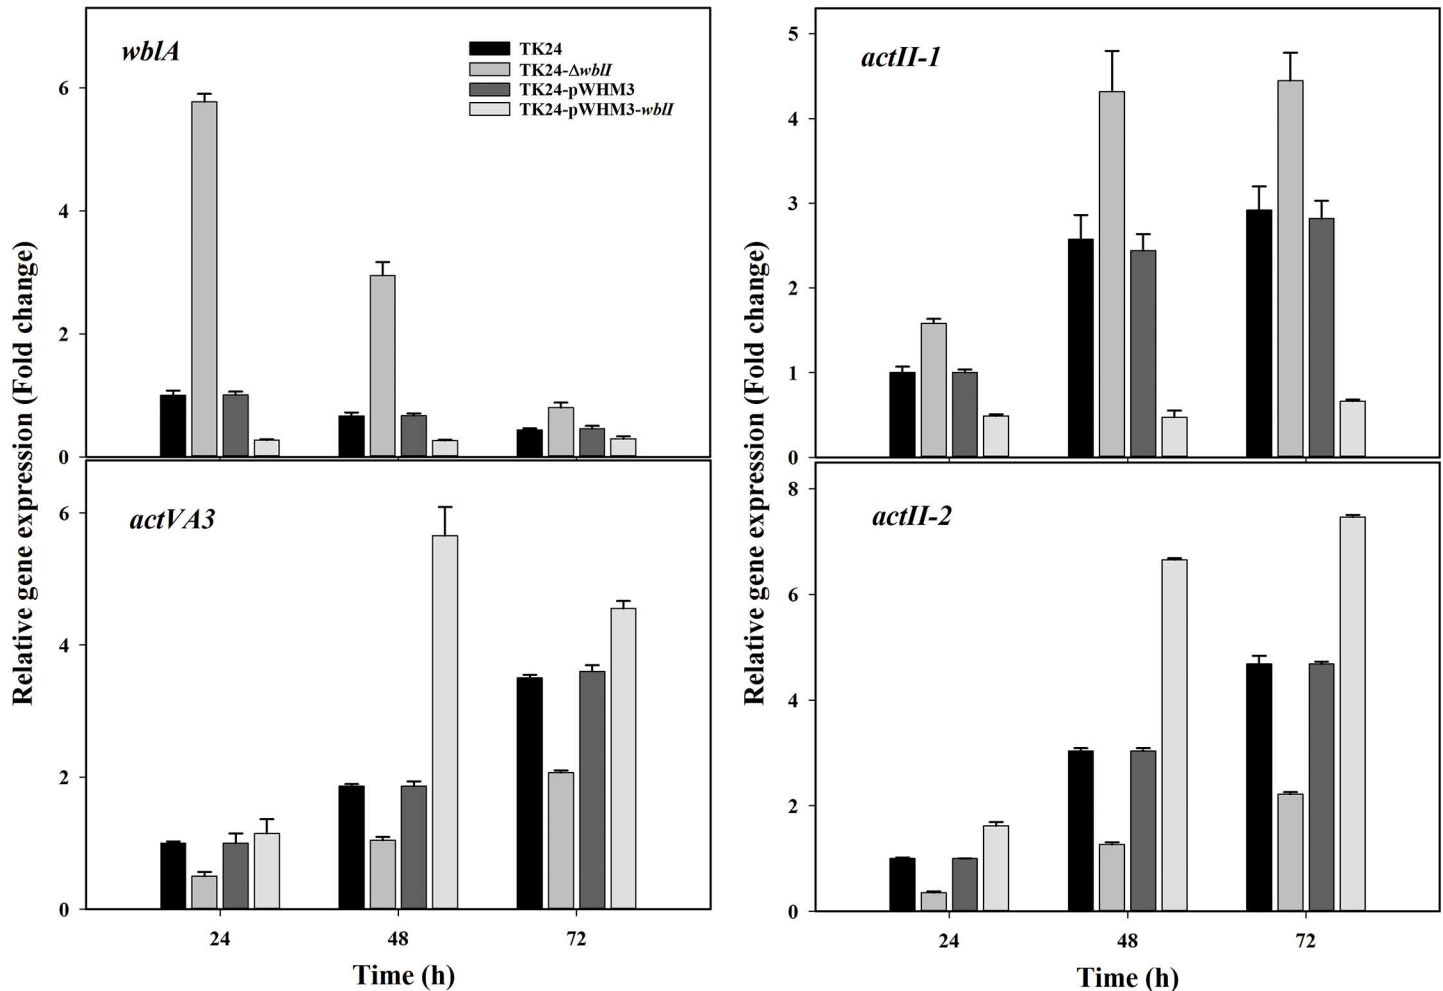 wblA
TK24
TK24-ΔwblI
TK24-pWHM3
TK24-pWHM3-wblI
6
4
2
0
actII-1
5
4
3
2
1
0
Relative gene expression (Fold change)
actVA3
6
4
2
0
24 48 72
Time (h)
Relative gene expression (Fold change)
actII-2
8
6
4
2
0
24 48 72
Time (h)